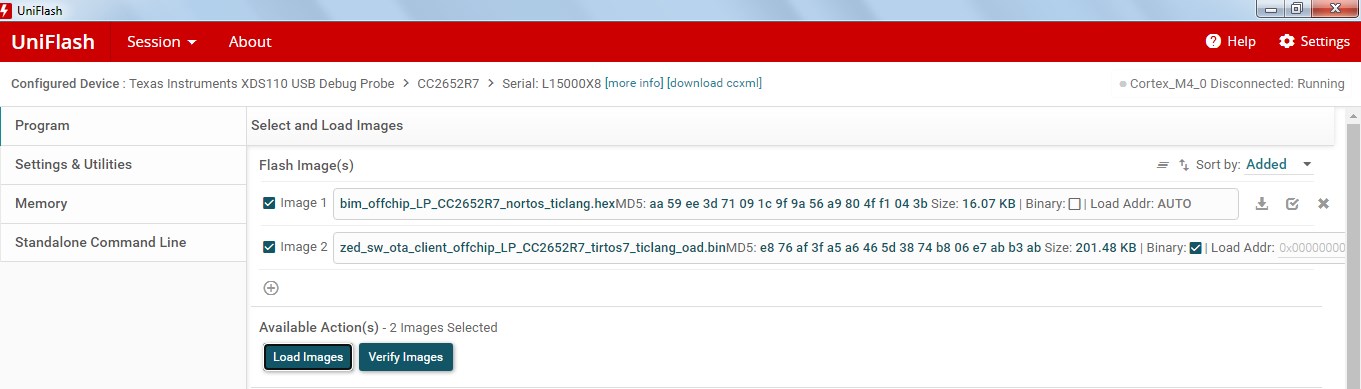 UniFlash
UniFlash Session About Help Settings
Configured Device : Texas Instruments XDS110 USB Debug Probe > CC2652R7 > Serial: L15000X8 [more info] [download ccxml] Cortex_M4_0 Disconnected: Running
Program
Select and Load Images
Settings & Utilities
Memory
Standalone Command Line
Flash Image(s) Sort by: Added
Image 1 bim_offchip_LP_CC2652R7_nortos_ticlang.hexMD5: aa 59 ee 3d 71 09 1c 9f 9a 56 a9 80 4f f1 04 3b Size: 16.07 KB | Binary: | Load Addr: AUTO
Image 2 zed_sw_ota_client_offchip_LP_CC2652R7_tirtos7_ticlang_oad.binMD5: e8 76 af 3f a5 a6 46 5d 38 74 b8 06 e7 ab b3 ab Size: 201.48 KB | Binary: | Load Addr: 0x00000000
Available Action(s) - 2 Images Selected
Load Images Verify Images